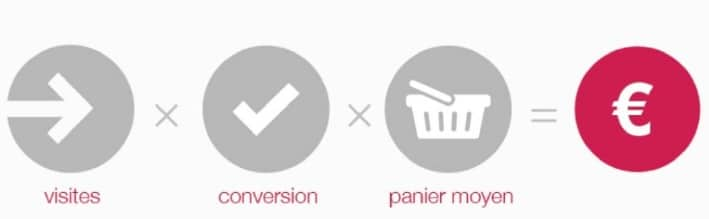 × × = €
visites conversion panier moyen